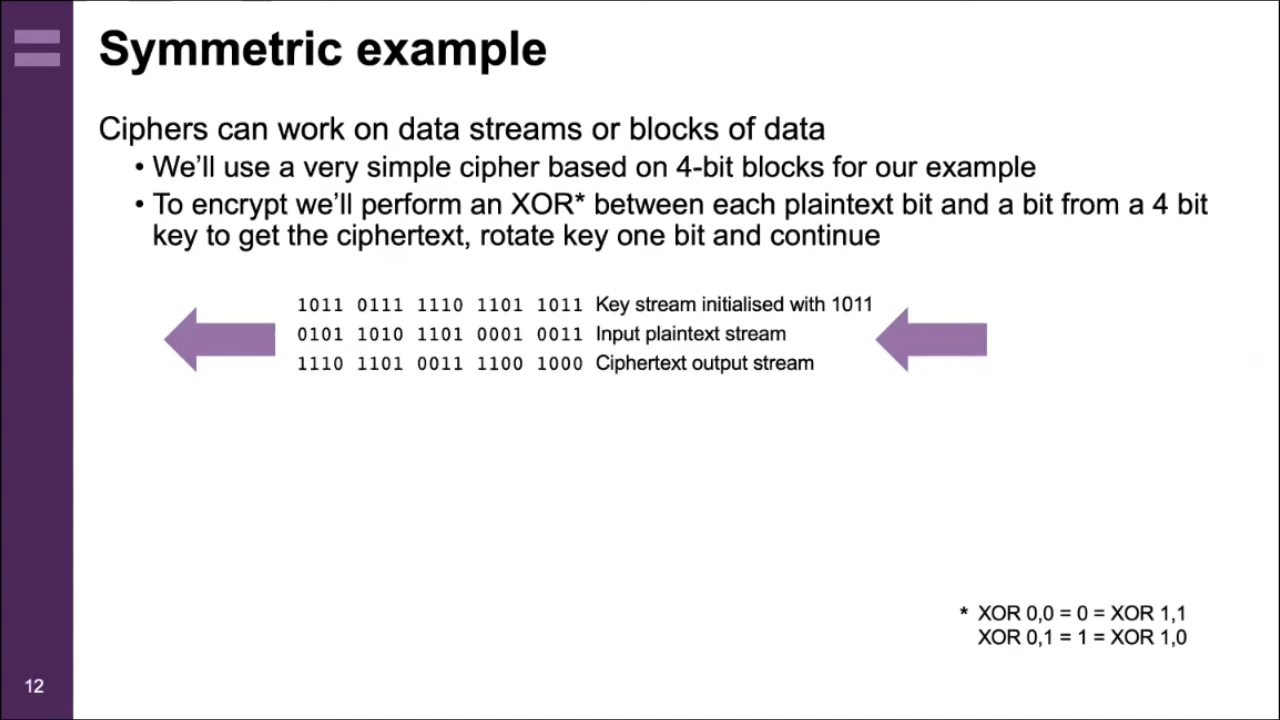 Symmetric example
Ciphers can work on data streams or blocks of data
• We’ll use a very simple cipher based on 4-bit blocks for our example
• To encrypt we’ll perform an XOR* between each plaintext bit and a bit from a 4 bit
key to get the ciphertext, rotate key one bit and continue
1011 0111 1110 1101 1011 Key stream initialised with 1011
0101 1010 1101 0001 0011 Input plaintext stream
1110 1101 0011 1100 1000 Ciphertext output stream
* XOR 0,0 = 0 = XOR 1,1
XOR 0,1 = 1 = XOR 1,0
12